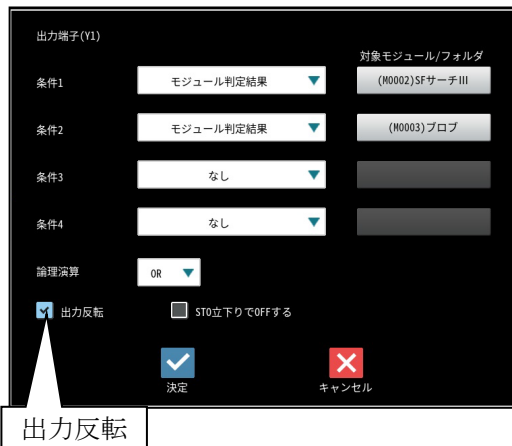 出力端子(Y1)
対象モジュール/フォルダ
条件1 モジュール判定結果 (M0002)SFサーチIII
条件2 モジュール判定結果 (M0003)ブロブ
条件3 なし
条件4 なし
論理演算 OR
出力反転 STO立下りでOFFする
決定 キャンセル
出力反転